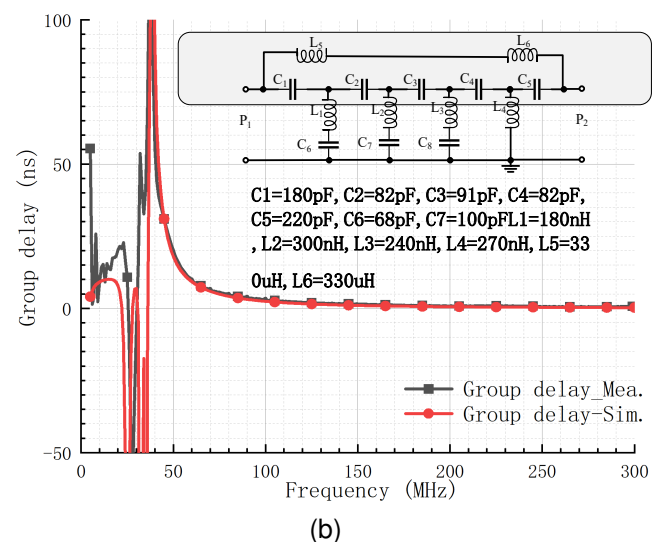 100
50
0
-50
Group delay (ns)
L5 L6
C1 C2 C3 C4 C5
L1 L2 L3 L4
P1 P2
C6 C7 C8
C1=180pF, C2=82pF, C3=91pF, C4=82pF,
C5=220pF, C6=68pF, C7=100pFL1=180nH
, L2=300nH, L3=240nH, L4=270nH, L5=33
0uH, L6=330uH
Group delay_Mea.
Group delay-Sim.
0 50 100 150 200 250 300
Frequency (MHz)
(b)